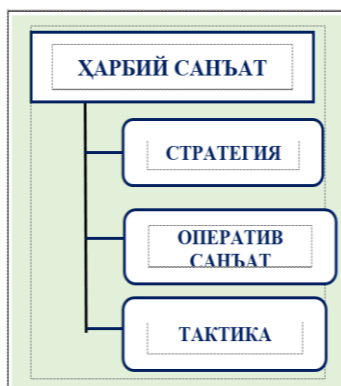 ҲАРБИЙ САНЪАТ
СТРАТЕГИЯ
ОПЕРАТИВ
САНЪАТ
ТАКТИКА